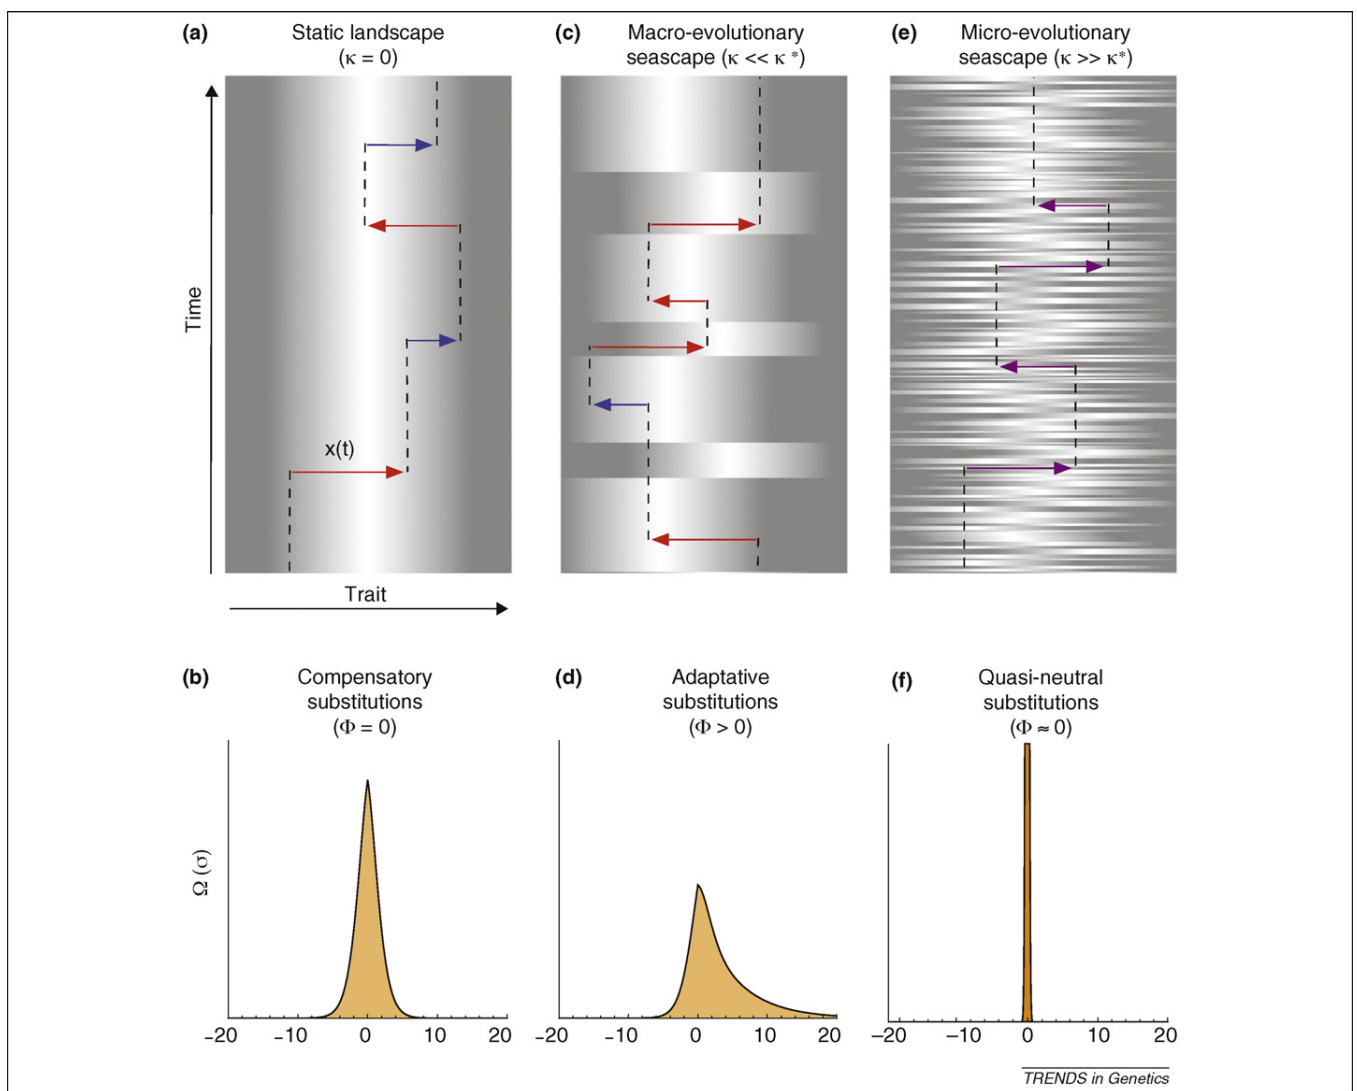 (a) Static landscape
(κ = 0)
(c) Macro-evolutionary
seascape (κ << κ *)
(e) Micro-evolutionary
seascape (κ >> κ*)
Time
x(t)
Trait
(b) Compensatory
substitutions
(Φ = 0)
(d) Adaptative
substitutions
(Φ > 0)
(f) Quasi-neutral
substitutions
(Φ ≈ 0)
Ω (σ)
–20 –10 0 10 20
–20 –10 0 10 20
–20 –10 0 10 20
TRENDS in Genetics